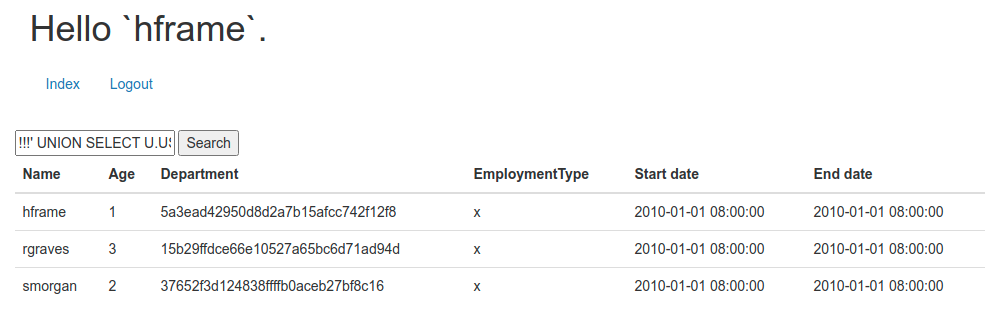 Hello `hframe`.
Index Logout
!!!' UNION SELECT U.US Search
Name Age Department EmploymentType Start date End date
hframe 1 5a3ead42950d8d2a7b15afcc742f12f8 x 2010-01-01 08:00:00 2010-01-01 08:00:00
rgraves 3 15b29ffdce66e10527a65bc6d71ad94d x 2010-01-01 08:00:00 2010-01-01 08:00:00
smorgan 2 37652f3d124838ffffb0aceb27bf8c16 x 2010-01-01 08:00:00 2010-01-01 08:00:00